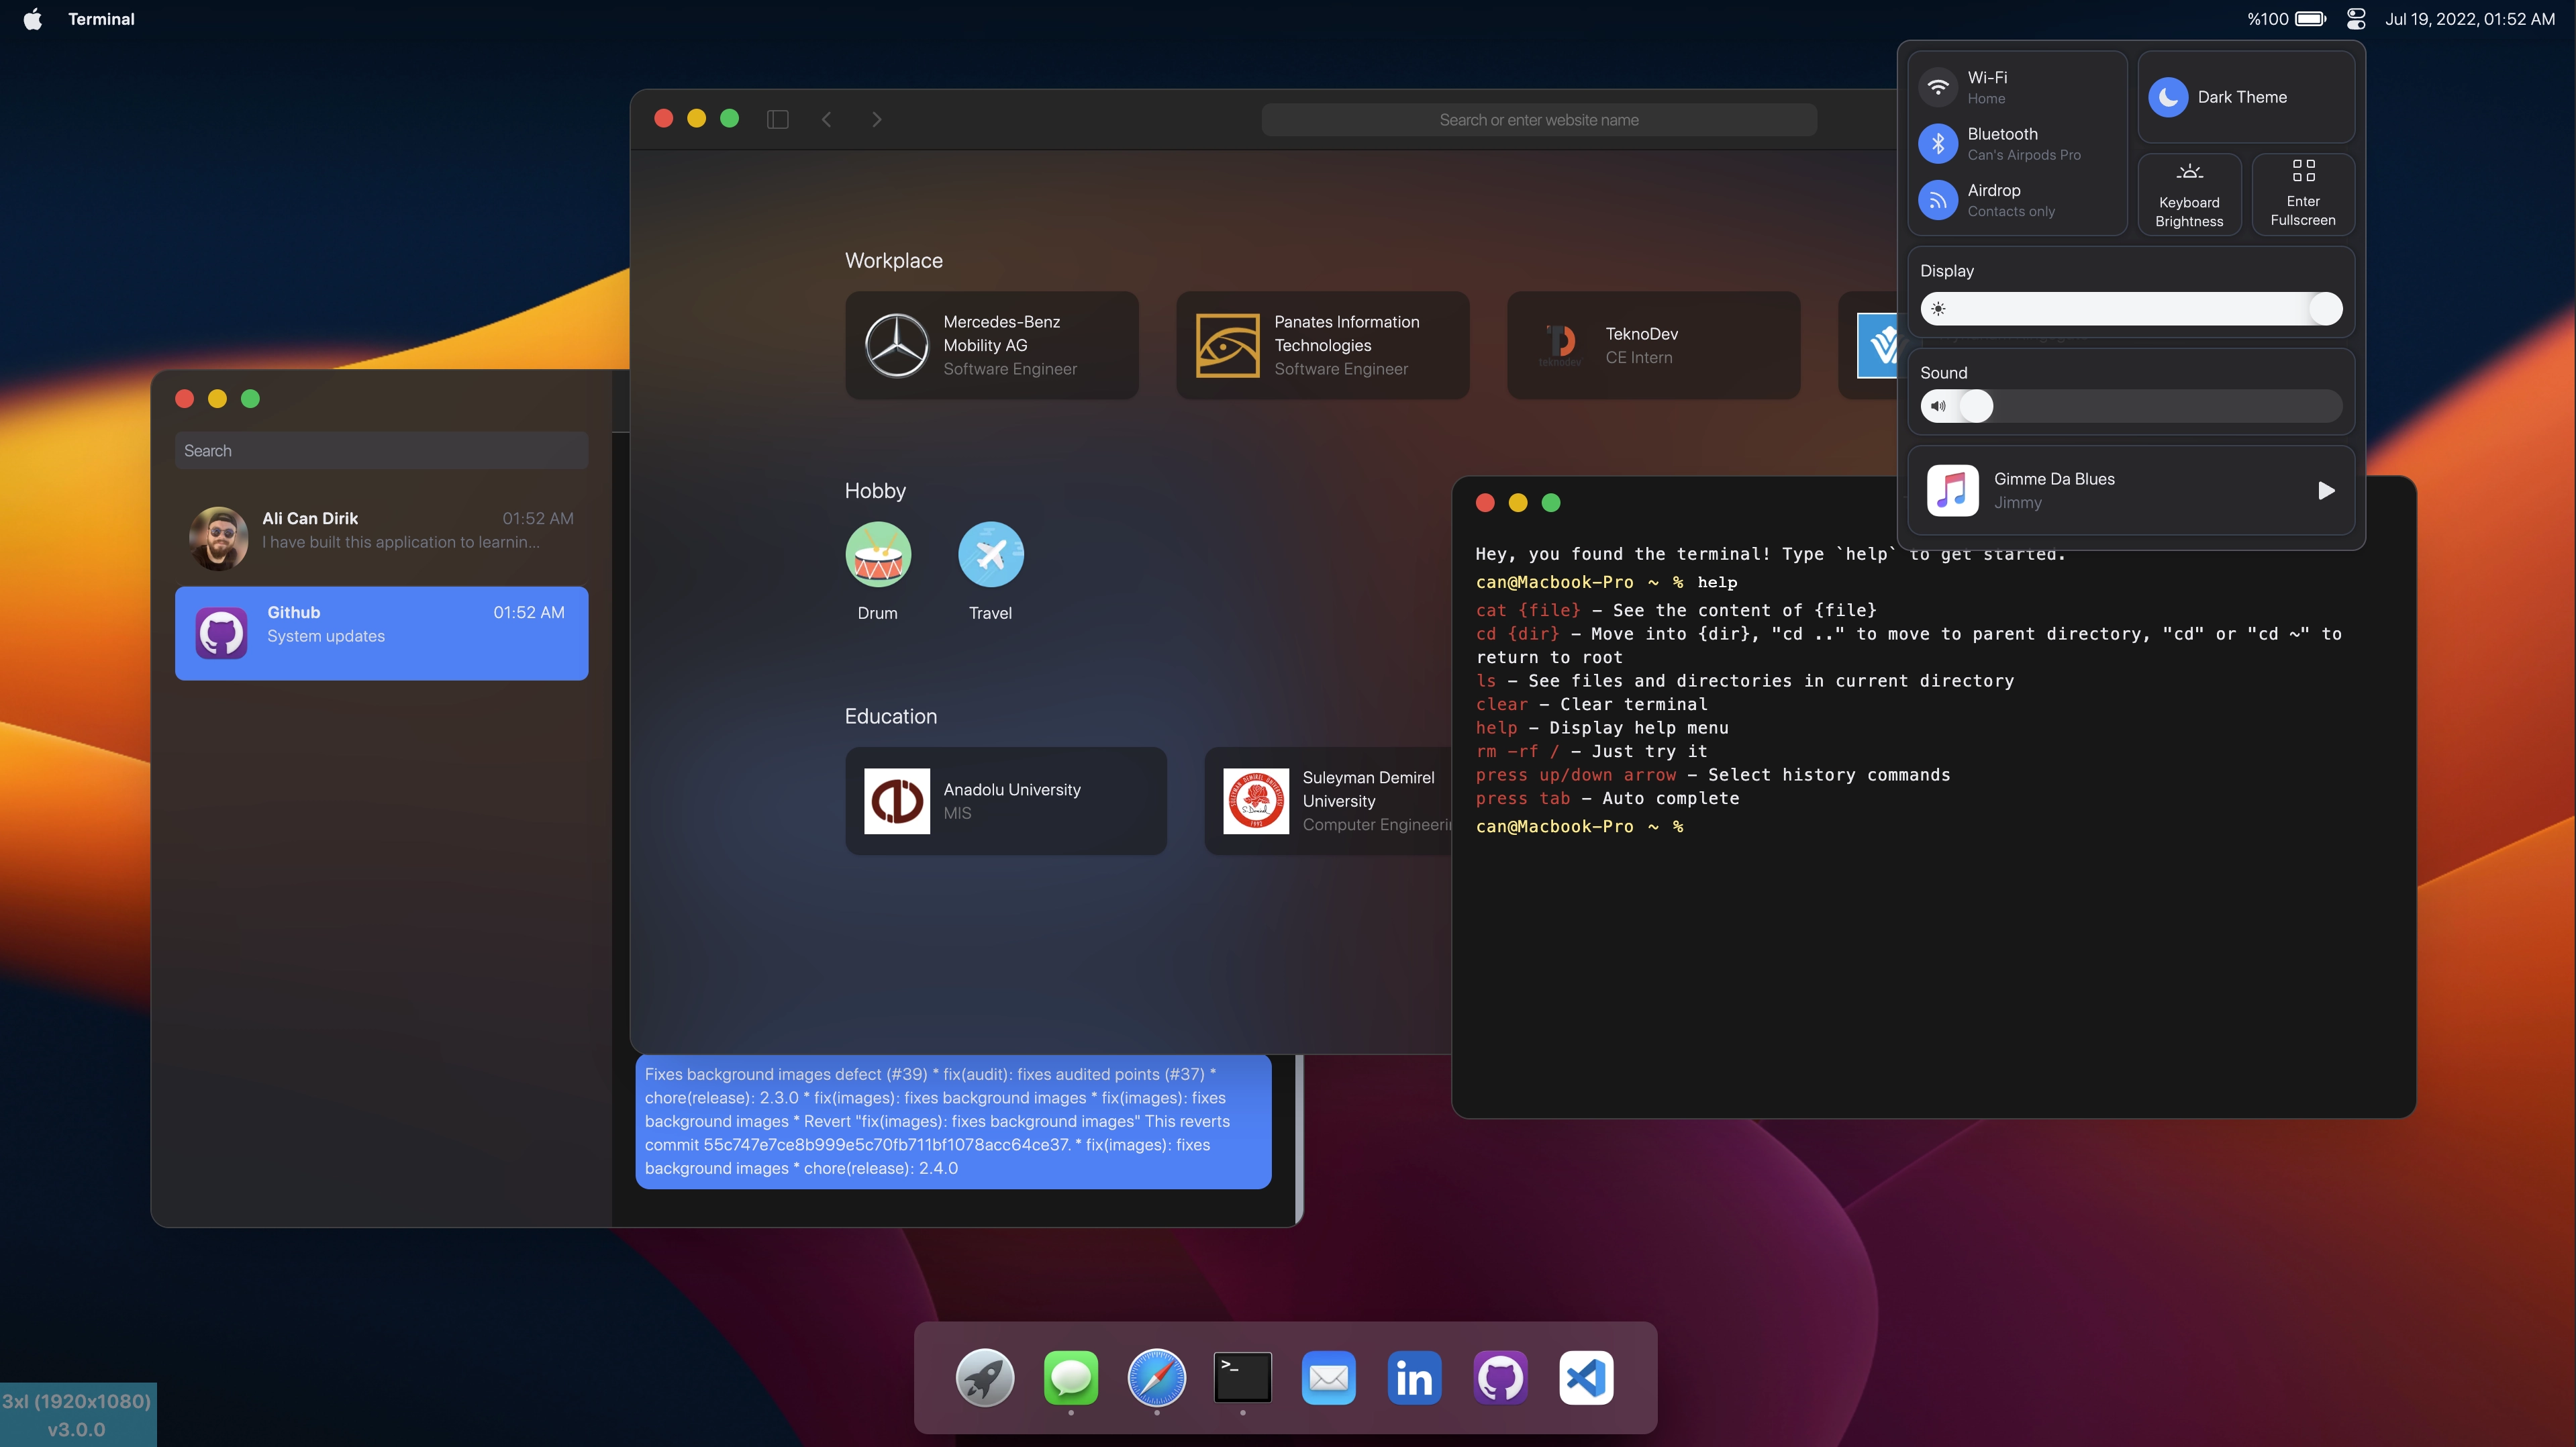 Terminal
%100
Jul 19, 2022, 01:52 AM
Wi-Fi
Home
Bluetooth
Can's Airpods Pro
Airdrop
Contacts only
Dark Theme
Keyboard
Brightness
Enter
Fullscreen
Display
Sound
Gimme Da Blues
Jimmy
Search or enter website name
Workplace
Mercedes-Benz
Mobility AG
Software Engineer
Panates Information
Technologies
Software Engineer
teknodev
TeknoDev
CE Intern
Hobby
Drum
Travel
Education
Anadolu University
MIS
Suleyman Demirel
University
Computer Engineeri
Search
Ali Can Dirik
01:52 AM
I have built this application to learnin...
Github
01:52 AM
System updates
Fixes background images defect (#39) * fix(audit): fixes audited points (#37) *
chore(release): 2.3.0 * fix(images): fixes background images * fix(images): fixes
background images * Revert "fix(images): fixes background images" This reverts
commit 55c747e7ce8b999e5c70fb711bf1078acc64ce37. * fix(images): fixes
background images * chore(release): 2.4.0
Hey, you found the terminal! Type `help` to get started.
can@Macbook-Pro ~ % help
cat {file} – See the content of {file}
cd {dir} – Move into {dir}, "cd .." to move to parent directory, "cd" or "cd ~" to
return to root
ls – See files and directories in current directory
clear – Clear terminal
help – Display help menu
rm -rf / – Just try it
press up/down arrow – Select history commands
press tab – Auto complete
can@Macbook-Pro ~ %
>_
in
3xl (1920x1080)
v3.0.0